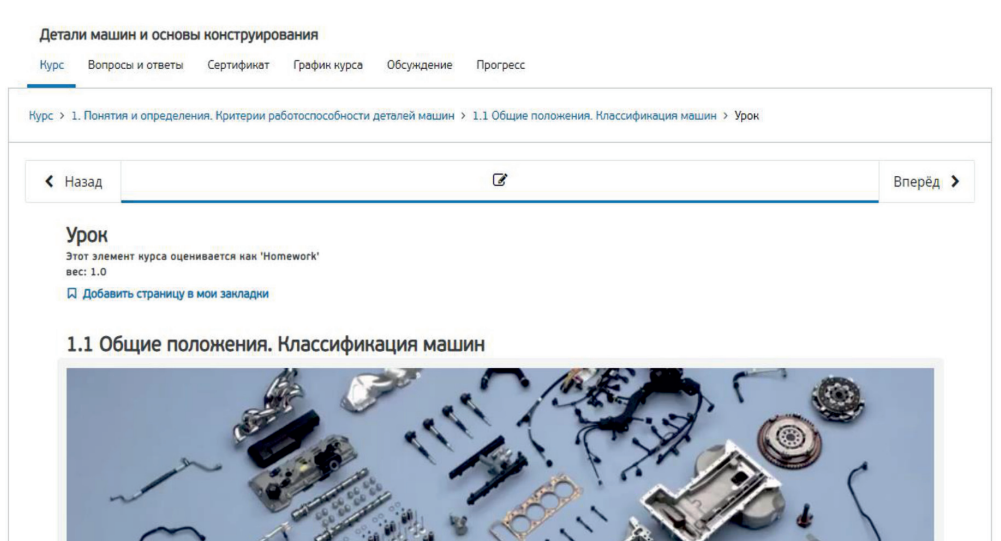 Детали машин и основы конструирования
Курс Вопросы и ответы Сертификат График курса Обсуждение Прогресс
Курс > 1. Понятия и определения. Критерии работоспособности деталей машин > 1.1 Общие положения. Классификация машин > Урок
Назад Вперёд
Урок
Этот элемент курса оценивается как 'Homework'
вес: 1.0
Добавить страницу в мои закладки
1.1 Общие положения. Классификация машин